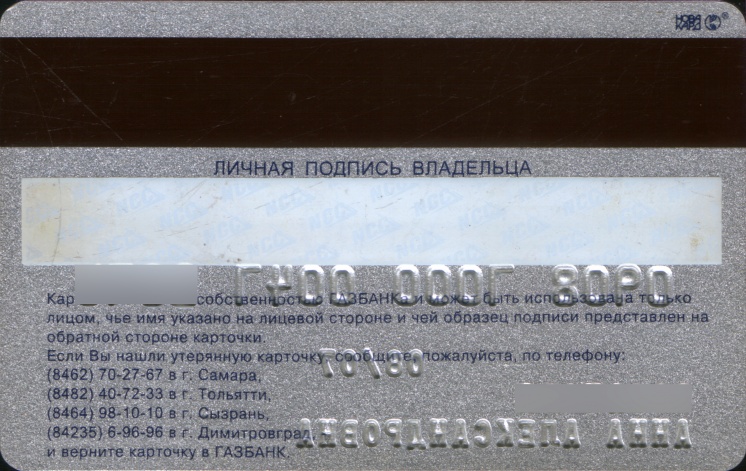 ЛИЧНАЯ ПОДПИСЬ ВЛАДЕЛЬЦА
собственностью ГАЗБАНКа и может быть использована только
лицом, чье имя указано на лицевой стороне и чей образец подписи представлен на
обратной стороне карточки.
Если Вы нашли утерянную карточку, сообщите, пожалуйста, по телефону:
(8462) 70-27-67 в г. Самара,
(8482) 40-72-33 в г. Тольятти,
(8464) 98-10-10 в г. Сызрань,
(84235) 6-96-96 в г. Димитровград,
АННА АЛЕКСАНДРОВНА
и верните карточку в ГАЗБАНК.